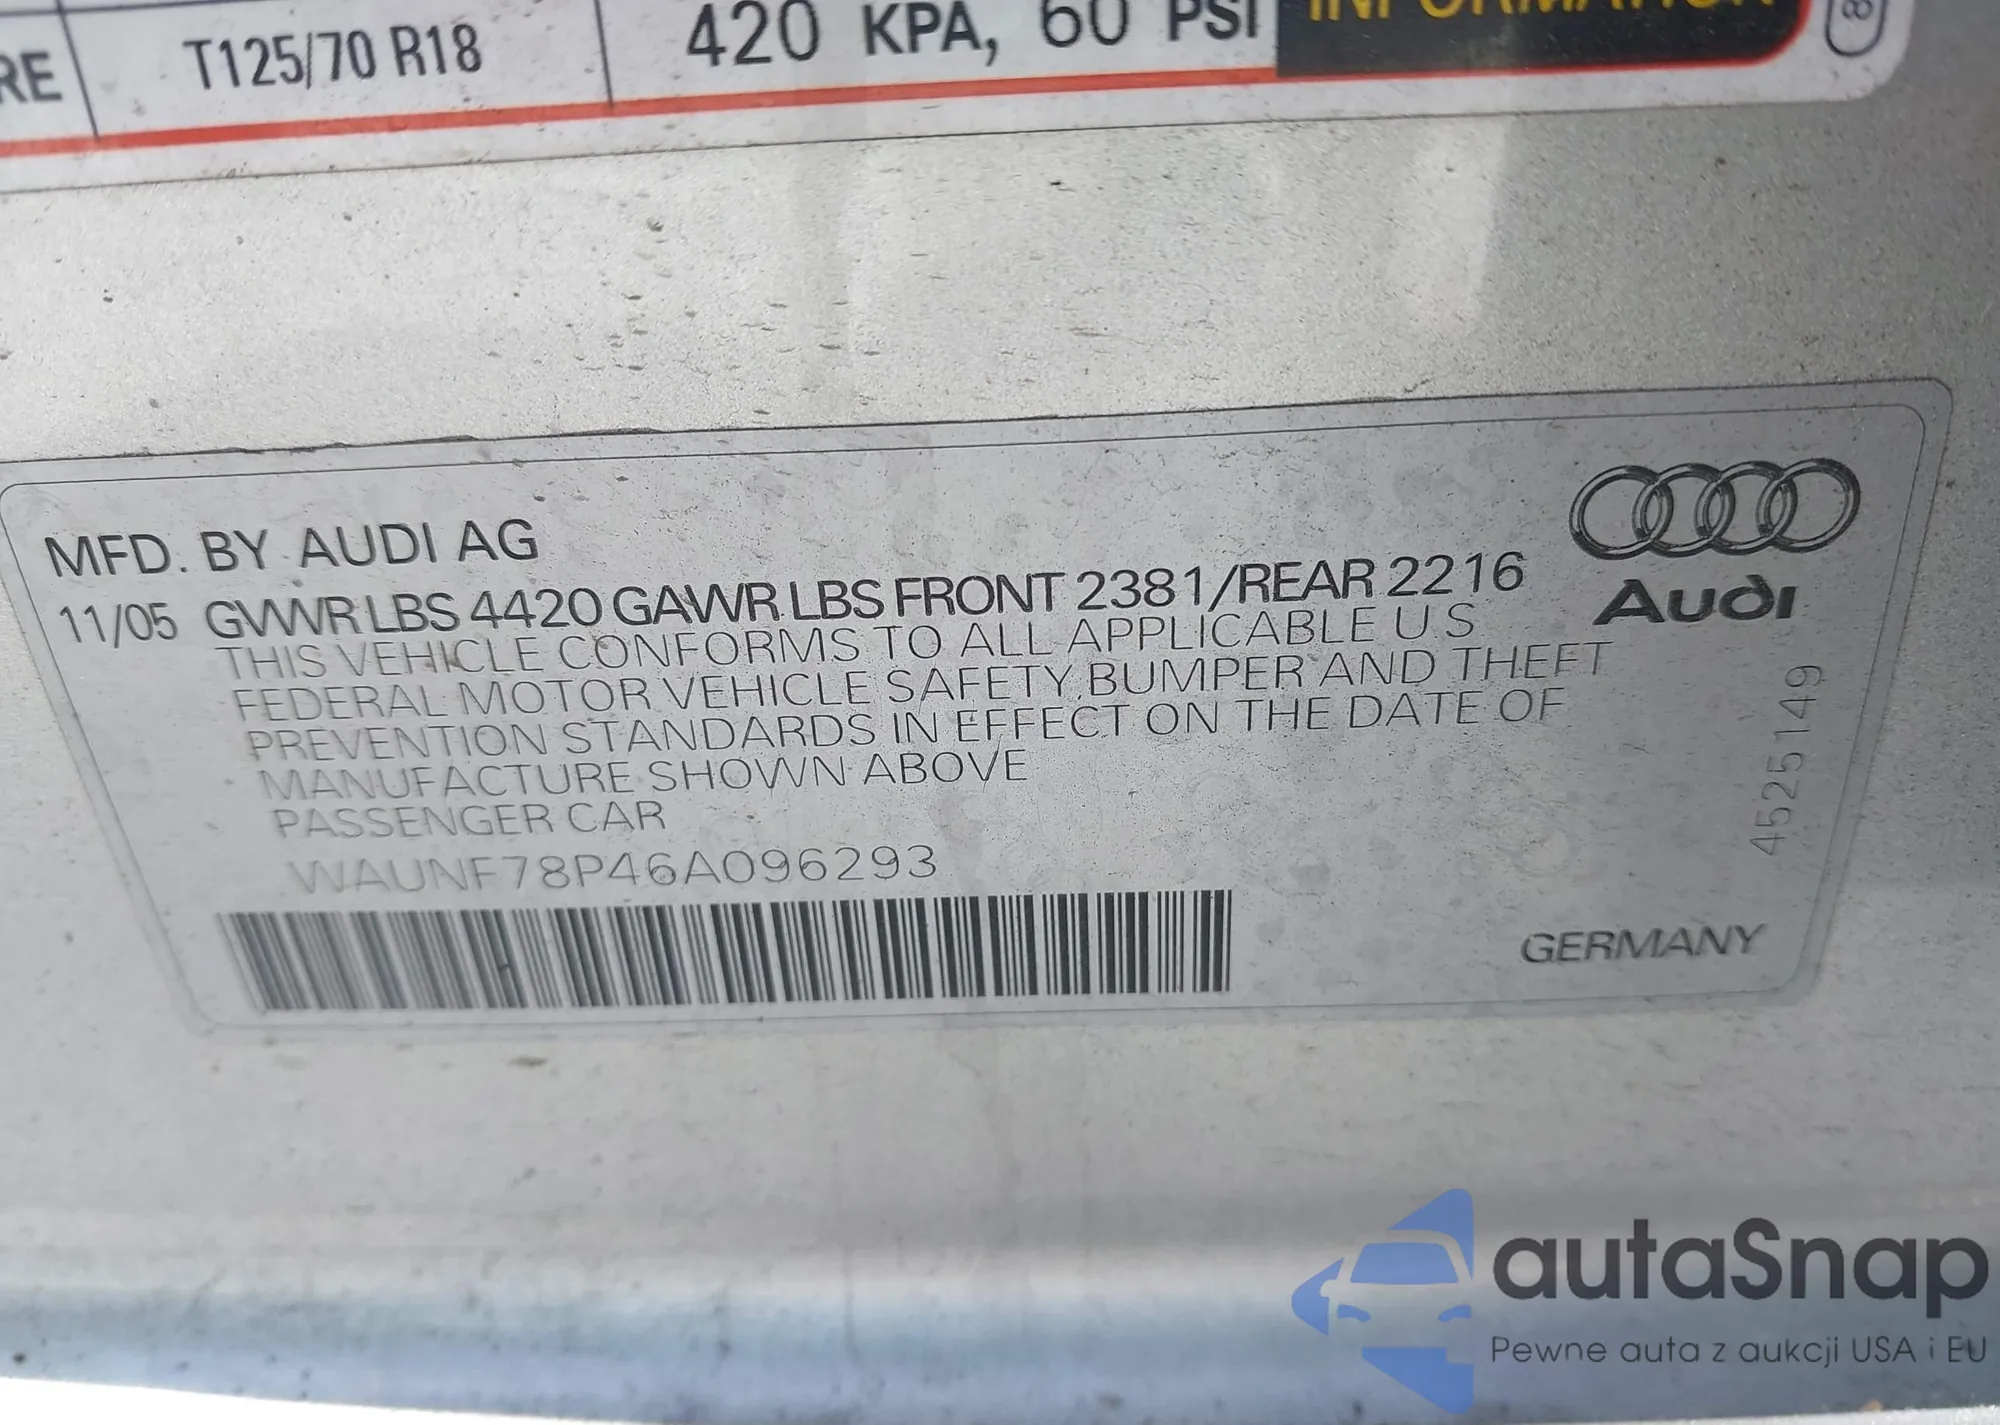 RE T125/70 R18 420 KPA, 60 PSI INFORMATION
8
MFD. BY AUDI AG
11/05 GVWR LBS 4420 GAWR LBS FRONT 2381/REAR 2216
THIS VEHICLE CONFORMS TO ALL APPLICABLE U.S
FEDERAL MOTOR VEHICLE SAFETY, BUMPER AND THEFT
PREVENTION STANDARDS IN EFFECT ON THE DATE OF
MANUFACTURE SHOWN ABOVE
PASSENGER CAR
WAUNF78P46A096293
Audi
4525149
GERMANY
autaSnap
Pewne auta z aukcji USA i EU